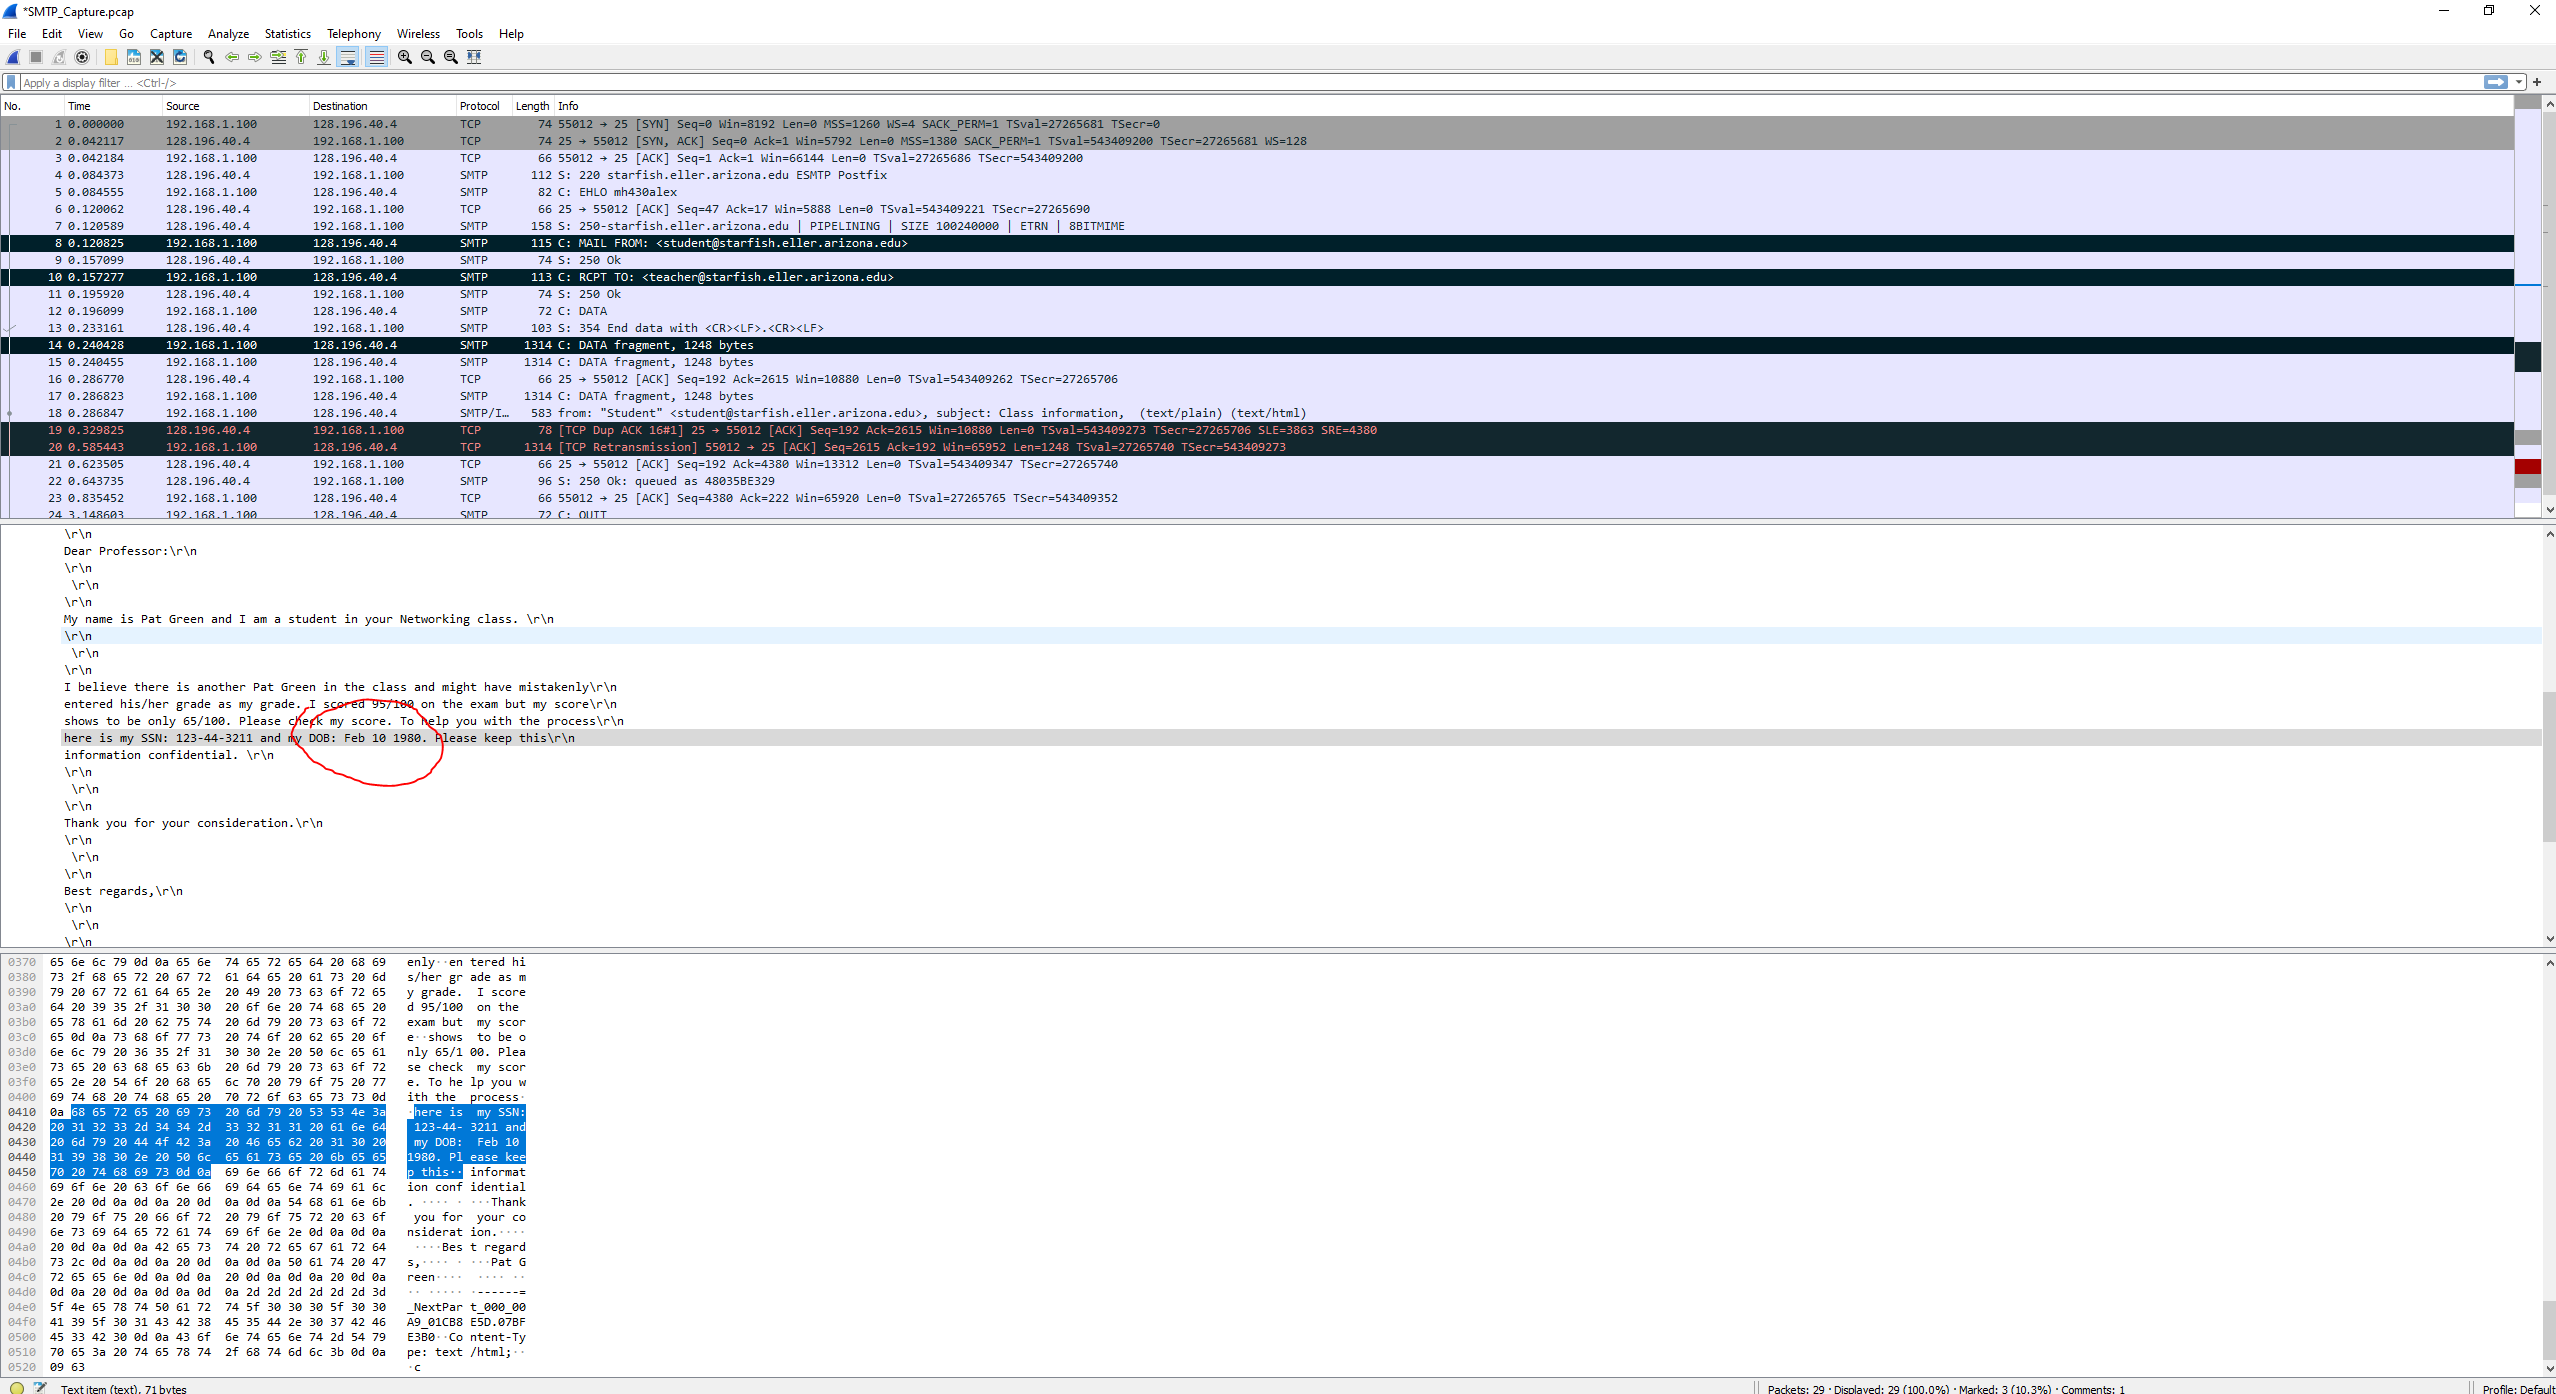 *SMTP_Capture.pcap
File Edit View Go Capture Analyze Statistics Telephony Wireless Tools Help
Apply a display filter ... <Ctrl-/>
No. Time Source Destination Protocol Length Info
1 0.000000 192.168.1.100 128.196.40.4 TCP 74 55012 → 25 [SYN] Seq=0 Win=8192 Len=0 MSS=1260 WS=4 SACK_PERM=1 TSval=27265681 TSecr=0
2 0.042117 128.196.40.4 192.168.1.100 TCP 74 25 → 55012 [SYN, ACK] Seq=0 Ack=1 Win=5792 Len=0 MSS=1380 SACK_PERM=1 TSval=543409200 TSecr=27265681 WS=128
3 0.042184 192.168.1.100 128.196.40.4 TCP 66 55012 → 25 [ACK] Seq=1 Ack=1 Win=66144 Len=0 TSval=27265686 TSecr=543409200
4 0.084373 128.196.40.4 192.168.1.100 SMTP 112 S: 220 starfish.eller.arizona.edu ESMTP Postfix
5 0.084555 192.168.1.100 128.196.40.4 SMTP 82 C: EHLO mh430alex
6 0.120062 128.196.40.4 192.168.1.100 TCP 66 25 → 55012 [ACK] Seq=47 Ack=17 Win=5888 Len=0 TSval=543409221 TSecr=27265690
7 0.120589 128.196.40.4 192.168.1.100 SMTP 158 S: 250-starfish.eller.arizona.edu | PIPELINING | SIZE 100240000 | ETRN | 8BITMIME
8 0.120825 192.168.1.100 128.196.40.4 SMTP 115 C: MAIL FROM: <student@starfish.eller.arizona.edu>
9 0.157099 128.196.40.4 192.168.1.100 SMTP 74 S: 250 Ok
10 0.157277 192.168.1.100 128.196.40.4 SMTP 113 C: RCPT TO: <teacher@starfish.eller.arizona.edu>
11 0.195920 128.196.40.4 192.168.1.100 SMTP 74 S: 250 Ok
12 0.196099 192.168.1.100 128.196.40.4 SMTP 72 C: DATA
13 0.233161 128.196.40.4 192.168.1.100 SMTP 103 S: 354 End data with <CR><LF>.<CR><LF>
14 0.240428 192.168.1.100 128.196.40.4 SMTP 1314 C: DATA fragment, 1248 bytes
15 0.240455 192.168.1.100 128.196.40.4 SMTP 1314 C: DATA fragment, 1248 bytes
16 0.286770 128.196.40.4 192.168.1.100 TCP 66 25 → 55012 [ACK] Seq=192 Ack=2615 Win=10880 Len=0 TSval=543409262 TSecr=27265706
17 0.286823 192.168.1.100 128.196.40.4 SMTP 1314 C: DATA fragment, 1248 bytes
18 0.286847 192.168.1.100 128.196.40.4 SMTP/I… 583 from: "Student" <student@starfish.eller.arizona.edu>, subject: Class information, (text/plain) (text/html)
19 0.329825 128.196.40.4 192.168.1.100 TCP 78 [TCP Dup ACK 16#1] 25 → 55012 [ACK] Seq=192 Ack=2615 Win=10880 Len=0 TSval=543409273 TSecr=27265706 SLE=3863 SRE=4380
20 0.585443 192.168.1.100 128.196.40.4 TCP 1314 [TCP Retransmission] 55012 → 25 [ACK] Seq=2615 Ack=192 Win=65952 Len=1248 TSval=27265740 TSecr=543409273
21 0.623505 128.196.40.4 192.168.1.100 TCP 66 25 → 55012 [ACK] Seq=192 Ack=4380 Win=13312 Len=0 TSval=543409347 TSecr=27265740
22 0.643735 128.196.40.4 192.168.1.100 SMTP 96 S: 250 Ok: queued as 48035BE329
23 0.835452 192.168.1.100 128.196.40.4 TCP 66 55012 → 25 [ACK] Seq=4380 Ack=222 Win=65920 Len=0 TSval=27265765 TSecr=543409352
24 3.148603 192.168.1.100 128.196.40.4 SMTP 72 C: QUIT
\r\n
Dear Professor:\r\n
\r\n
\r\n
\r\n
My name is Pat Green and I am a student in your Networking class. \r\n
\r\n
\r\n
\r\n
I believe there is another Pat Green in the class and might have mistakenly\r\n
entered his/her grade as my grade. I scored 95/100 on the exam but my score\r\n
shows to be only 65/100. Please check my score. To help you with the process\r\n
here is my SSN: 123-44-3211 and my DOB: Feb 10 1980. Please keep this\r\n
information confidential. \r\n
\r\n
\r\n
\r\n
Thank you for your consideration.\r\n
\r\n
\r\n
\r\n
Best regards,\r\n
\r\n
\r\n
\r\n
0370 65 6e 6c 79 0d 0a 65 6e 74 65 72 65 64 20 68 69 enly··en tered hi
0380 73 2f 68 65 72 20 67 72 61 64 65 20 61 73 20 6d s/her gr ade as m
0390 79 20 67 72 61 64 65 2e 20 49 20 73 63 6f 72 65 y grade. I score
03a0 64 20 39 35 2f 31 30 30 20 6f 6e 20 74 68 65 20 d 95/100 on the
03b0 65 78 61 6d 20 62 75 74 20 6d 79 20 73 63 6f 72 exam but my scor
03c0 65 0d 0a 73 68 6f 77 73 20 74 6f 20 62 65 20 6f e··shows to be o
03d0 6e 6c 79 20 36 35 2f 31 30 30 2e 20 50 6c 65 61 nly 65/1 00. Plea
03e0 73 65 20 63 68 65 63 6b 20 6d 79 20 73 63 6f 72 se check my scor
03f0 65 2e 20 54 6f 20 68 65 6c 70 20 79 6f 75 20 77 e. To he lp you w
0400 69 74 68 20 74 68 65 20 70 72 6f 63 65 73 73 0d ith the process·
0410 0a 68 65 72 65 20 69 73 20 6d 79 20 53 53 4e 3a ·here is my SSN:
0420 20 31 32 33 2d 34 34 2d 33 32 31 31 20 61 6e 64 123-44- 3211 and
0430 20 6d 79 20 44 4f 42 3a 20 46 65 62 20 31 30 20 my DOB: Feb 10
0440 31 39 38 30 2e 20 50 6c 65 61 73 65 20 6b 65 65 1980. Pl ease kee
0450 70 20 74 68 69 73 0d 0a 69 6e 66 6f 72 6d 61 74 p this·· informat
0460 69 6f 6e 20 63 6f 6e 66 69 64 65 6e 74 69 61 6c ion conf idential
0470 2e 20 0d 0a 0d 0a 20 0d 0a 0d 0a 54 68 61 6e 6b . ···· · ···Thank
0480 20 79 6f 75 20 66 6f 72 20 79 6f 75 72 20 63 6f you for your co
0490 6e 73 69 64 65 72 61 74 69 6f 6e 2e 0d 0a 0d 0a nsiderat ion.····
04a0 20 0d 0a 0d 0a 42 65 73 74 20 72 65 67 61 72 64 ····Bes t regard
04b0 73 2c 0d 0a 0d 0a 20 0d 0a 0d 0a 50 61 74 20 47 s,···· · ···Pat G
04c0 72 65 65 6e 0d 0a 0d 0a 20 0d 0a 0d 0a 20 0d 0a reen···· ···· ··
04d0 0d 0a 20 0d 0a 0d 0a 0d 0a 2d 2d 2d 2d 2d 2d 3d ·· ····· ·------=
04e0 5f 4e 65 78 74 50 61 72 74 5f 30 30 30 5f 30 30 _NextPar t_000_00
04f0 41 39 5f 30 31 43 42 38 45 35 44 2e 30 37 42 46 A9_01CB8 E5D.07BF
0500 45 33 42 30 0d 0a 43 6f 6e 74 65 6e 74 2d 54 79 E3B0··Co ntent-Ty
0510 70 65 3a 20 74 65 78 74 2f 68 74 6d 6c 3b 0d 0a pe: text /html;··
0520 09 63 ·c
Text item (text), 71 bytes Packets: 29 · Displayed: 29 (100.0%) · Marked: 3 (10.3%) · Comments: 1 Profile: Default